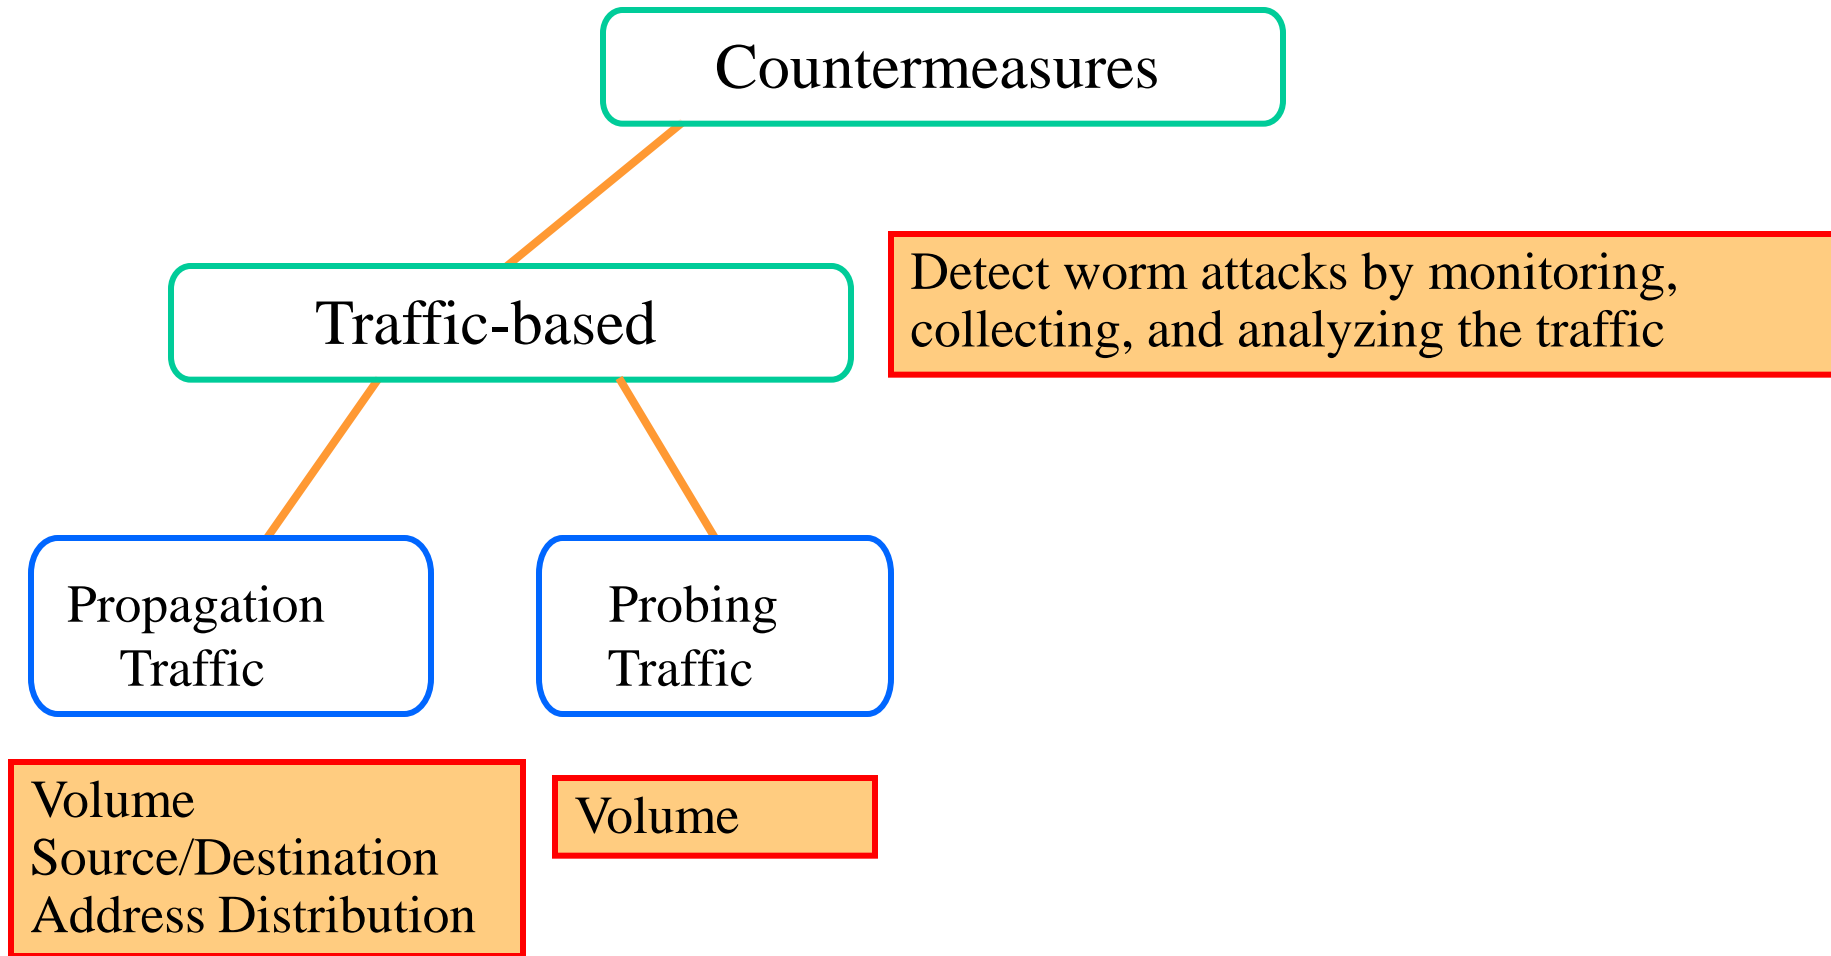 Countermeasures
Traffic-based
Detect worm attacks by monitoring,
collecting, and analyzing the traffic
Propagation
Traffic
Probing
Traffic
Volume
Source/Destination
Address Distribution
Volume